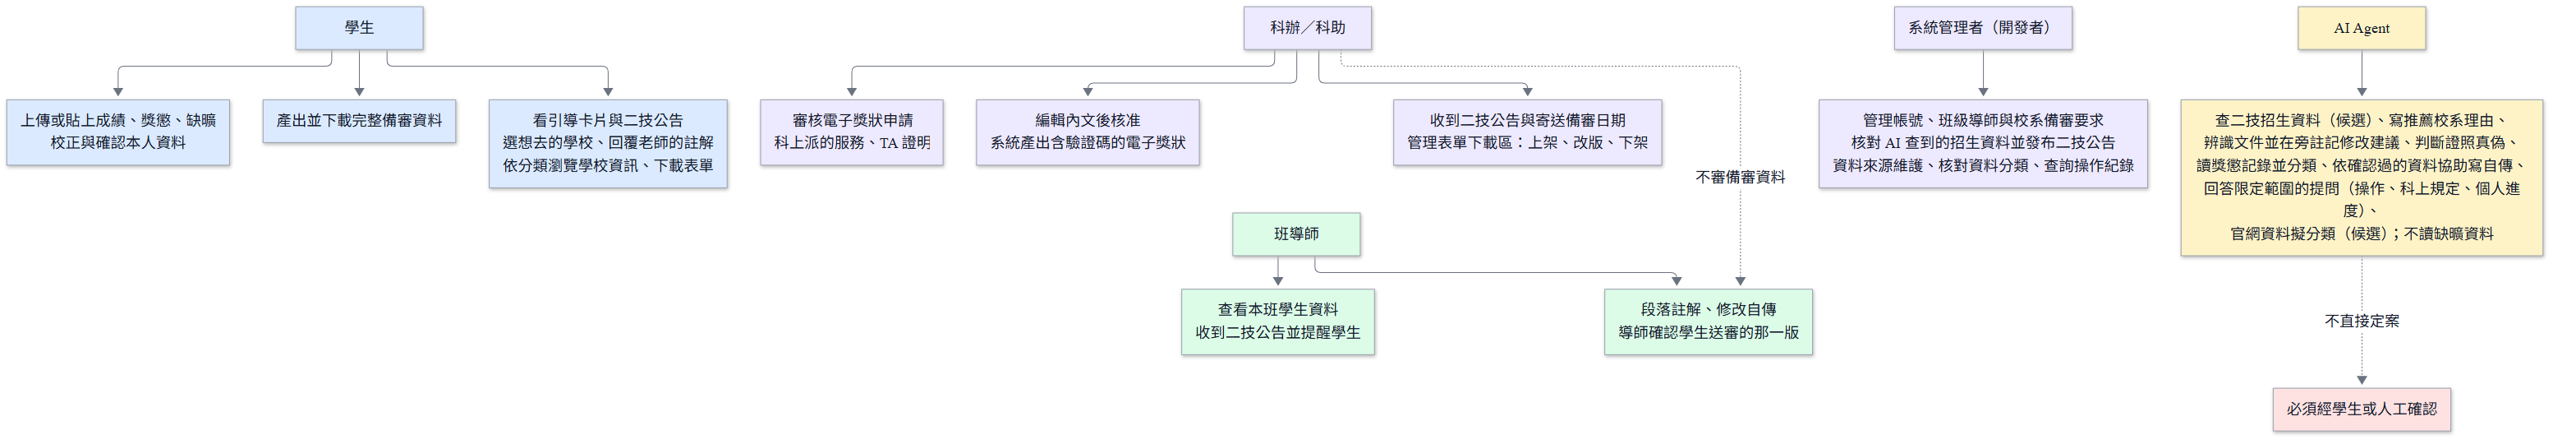 學生
科辦／科助
系統管理者（開發者）
AI Agent
上傳或貼上成績、獎懲、缺曠
校正與確認本人資料
產出並下載完整備審資料
看引導卡片與二技公告
選想去的學校、回覆老師的註解
依分類瀏覽學校資訊、下載表單
審核電子獎狀申請
科上派的服務、TA 證明
編輯內文後核准
系統產出含驗證碼的電子獎狀
收到二技公告與寄送備審日期
管理表單下載區：上架、改版、下架
管理帳號、班級導師與校系備審要求
核對 AI 查到的招生資料並發布二技公告
資料來源維護、核對資料分類、查詢操作紀錄
查二技招生資料（候選）、寫推薦校系理由、
辨識文件並在旁註記修改建議、判斷證照真偽、
讀獎懲記錄並分類、依確認過的資料協助寫自傳、
回答限定範圍的提問（操作、科上規定、個人進
度）、
官網資料擬分類（候選）；不讀缺曠資料
不審備審資料
班導師
查看本班學生資料
收到二技公告並提醒學生
段落註解、修改自傳
導師確認學生送審的那一版
不直接定案
必須經學生或人工確認